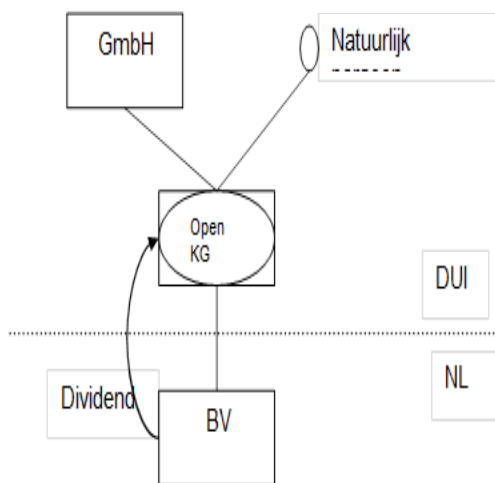 GmbH
Natuurlijk
Open
KG
DUI
NL
Dividend
BV